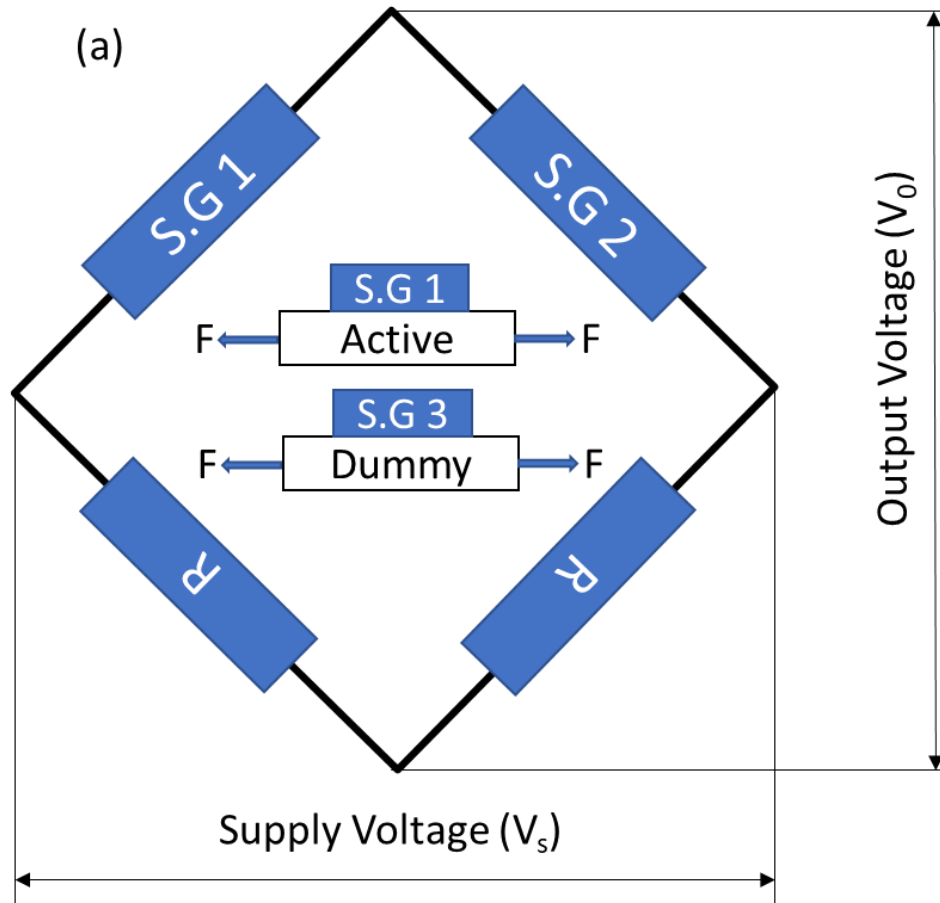 (a)
S.G 1
S.G 2
S.G 1
F Active F
S.G 3
F Dummy F
R
R
Output Voltage (V₀)
Supply Voltage (Vₛ)